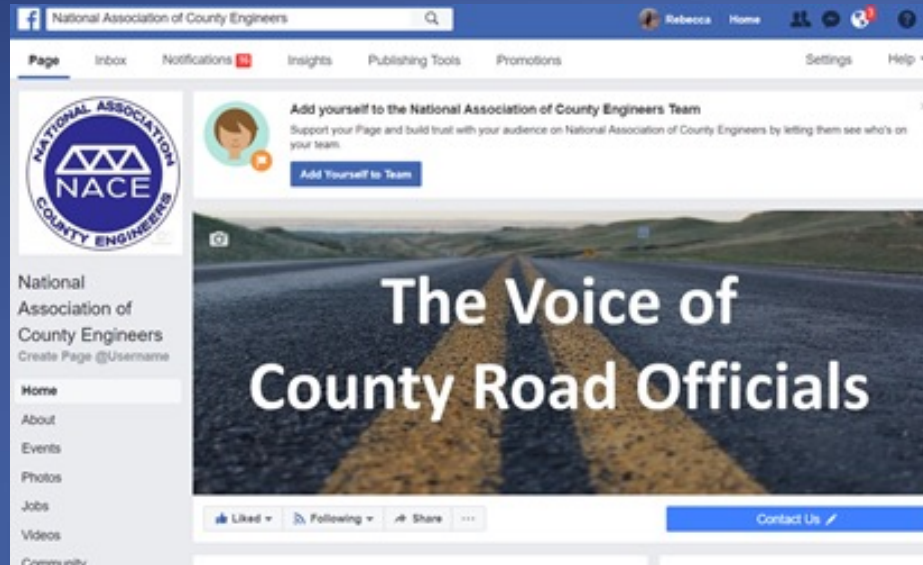 National Association of County Engineers
Rebecca Home 3
Page Inbox Notifications Insights Publishing Tools Promotions Settings Help
NATIONAL ASSOCIATION
NACE
COUNTY ENGINEERS
Add yourself to the National Association of County Engineers Team
Support your Page and build trust with your audience on National Association of County Engineers by letting them see who's on
your team.
Add Yourself to Team
National
Association of
County Engineers
Create Page @Username
The Voice of
County Road Officials
Home
About
Events
Photos
Jobs
Videos
Community
Liked Following Share ...
Contact Us